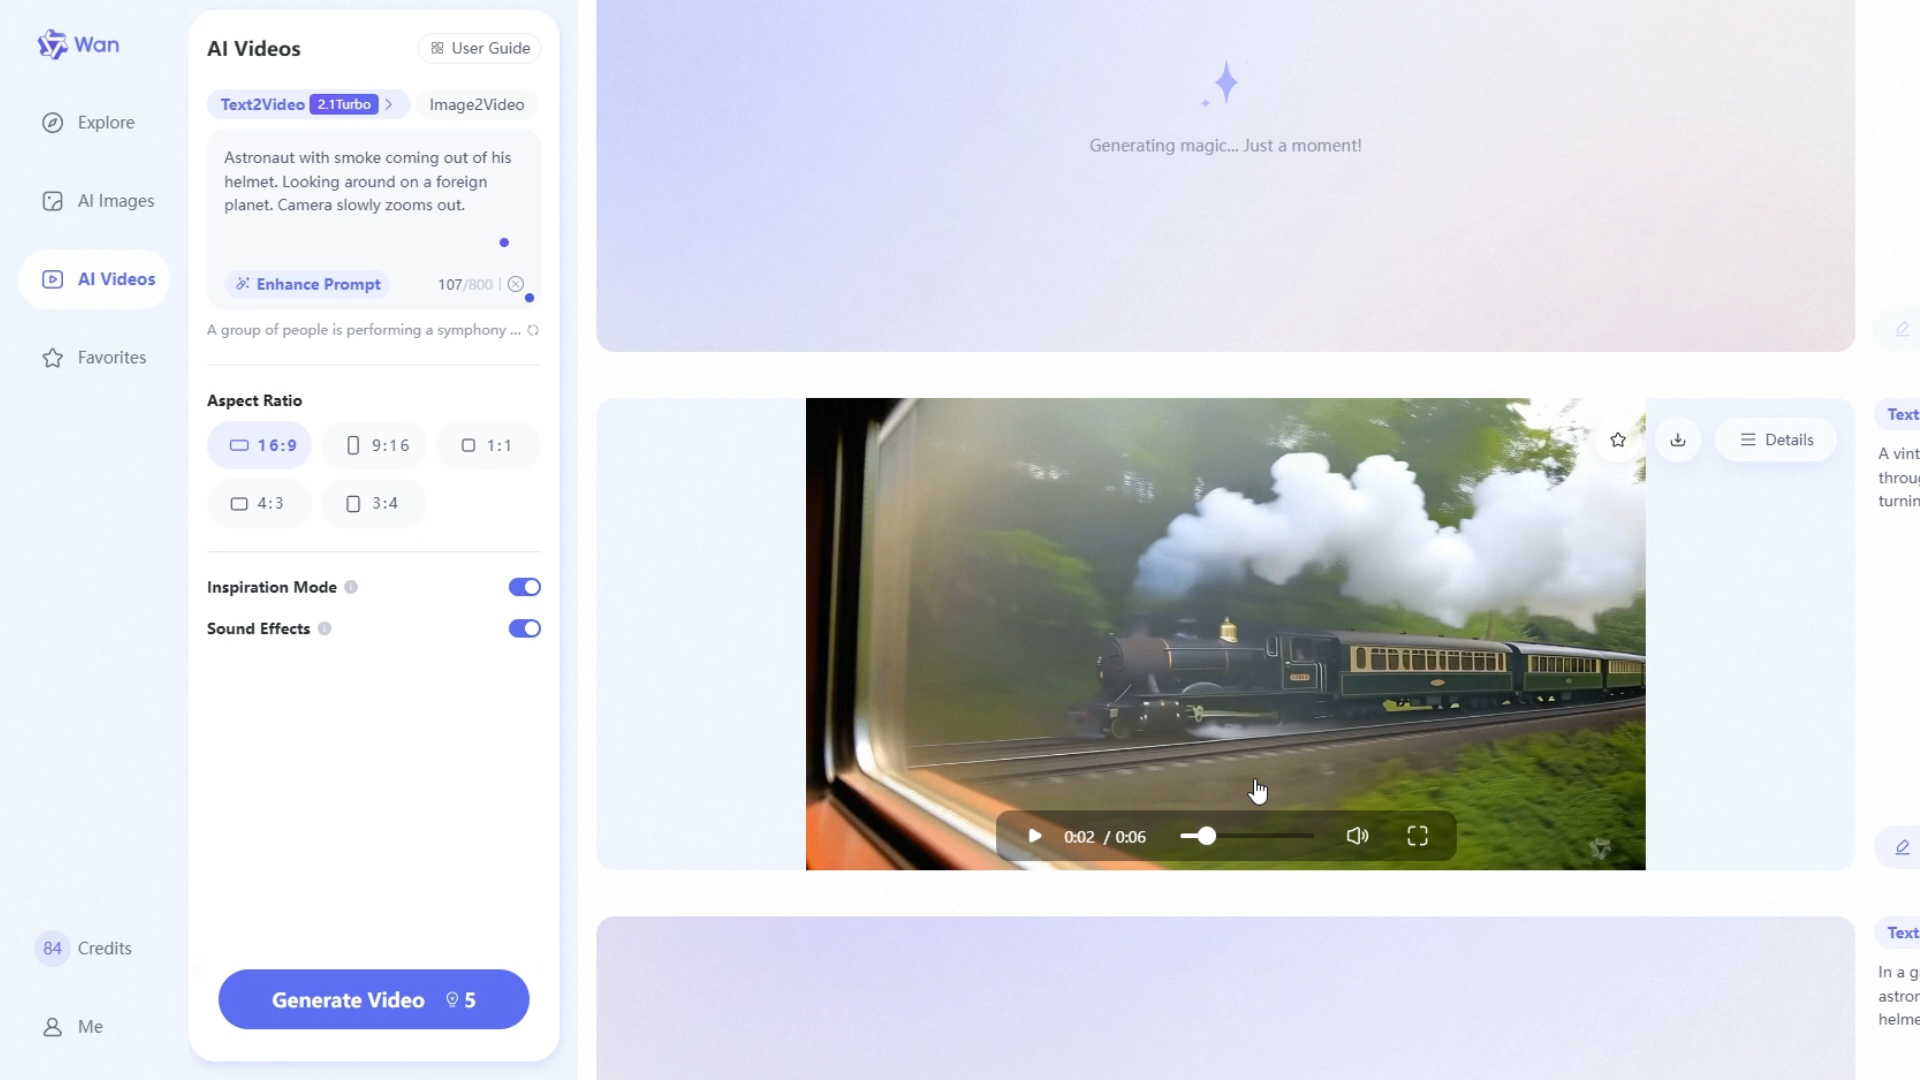 Wan
Explore
AI Images
AI Videos
Favorites
84 Credits
Me
AI Videos
User Guide
Text2Video 2.1Turbo
Image2Video
Astronaut with smoke coming out of his
helmet. Looking around on a foreign
planet. Camera slowly zooms out.
Enhance Prompt
107/800
A group of people is performing a symphony ...
Aspect Ratio
16:9
9:16
1:1
4:3
3:4
Inspiration Mode
Sound Effects
Generate Video 5
Generating magic... Just a moment!
Details
0:02 / 0:06
Text
A vint
throug
turnin
Text
In a g
astron
helme